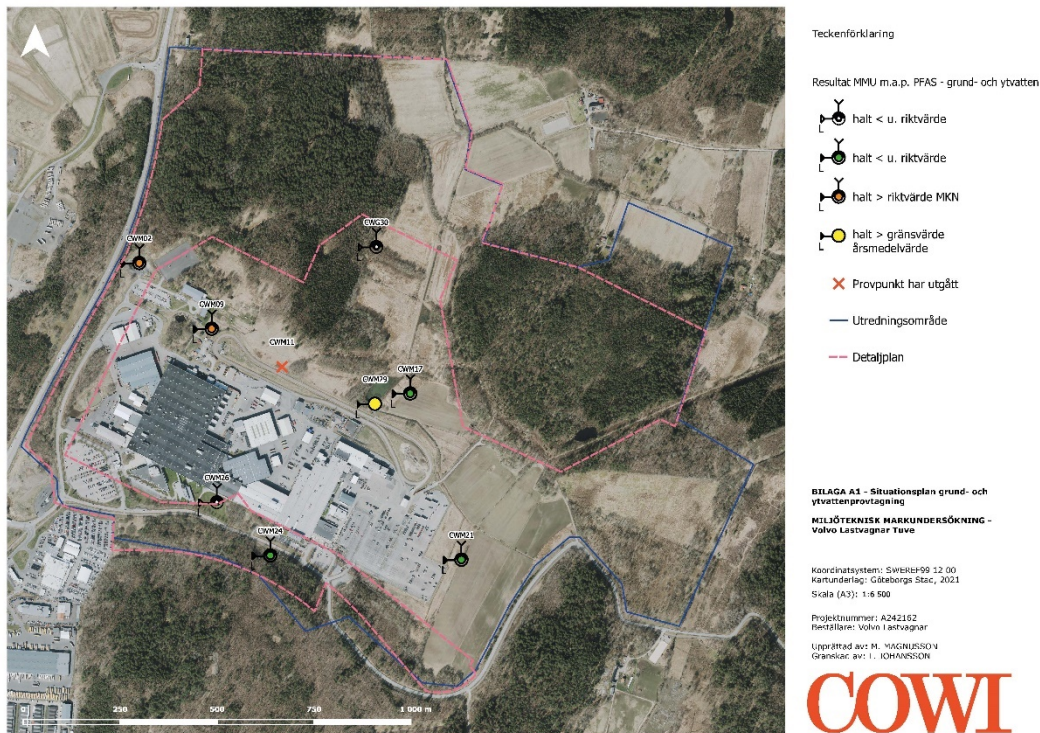 Teckenförklaring
Resultat MMU m.a.p. PFAS - grund- och ytvatten
halt < u. riktvärde
halt < u. riktvärde
halt > riktvärde MKN
halt > gränsvärde
årsmedelvärde
Provpunkt har utgått
Utredningsområde
Detaljplan
CWG30
CWM02
CWM09
CWM11
CWM17
CWM29
CWM26
CWM24
CWM21
0 250 500 750 1 000 m
BILAGA A1 - Situationsplan grund- och
ytvattenprovtagning
MILJÖTEKNISK MARKUNDERSÖKNING -
Volvo Lastvagnar Tuve
Koordinatsystem: SWEREF99 12 00
Kartunderlag: Göteborgs Stad, 2021
Skala (A3): 1:6 500
Projektnummer: A242162
Beställare: Volvo Lastvagnar
Upprättad av: M. MAGNUSSON
Granskad av: L. JOHANSSON
COWI